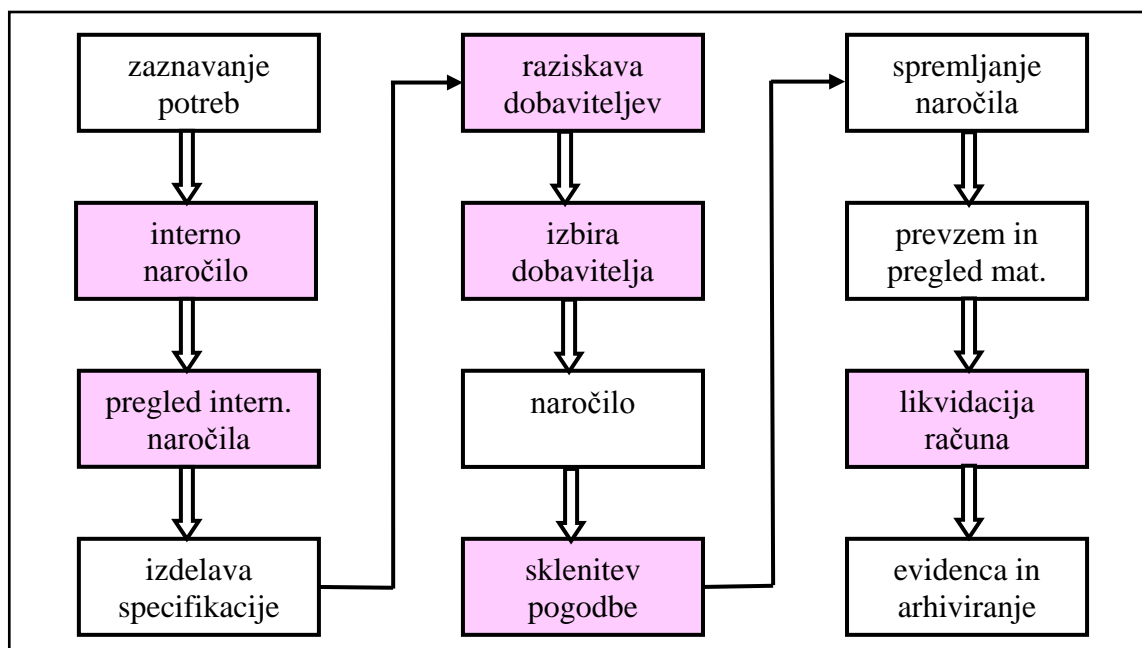 zaznavanje
potreb
interno
naročilo
pregled intern.
naročila
izdelava
specifikacije
raziskava
dobaviteljev
izbira
dobavitelja
naročilo
sklenitev
pogodbe
spremljanje
naročila
prevzem in
pregled mat.
likvidacija
računa
evidenca in
arhiviranje